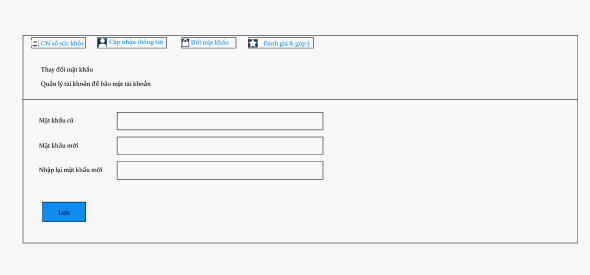 Chỉ số sức khỏe Cập nhận thông tin Đổi mật khẩu Đánh giá & góp ý
Thay đổi mật khẩu
Quản lý tài khoản để bảo mật tài khoản
Mật khẩu cũ
Mật khẩu mới
Nhập lại mật khẩu mới
Lưu